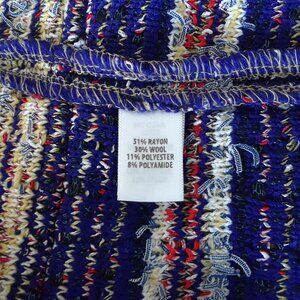 51% RAYON
30% WOOL
11% POLYESTER
8% POLYAMIDE